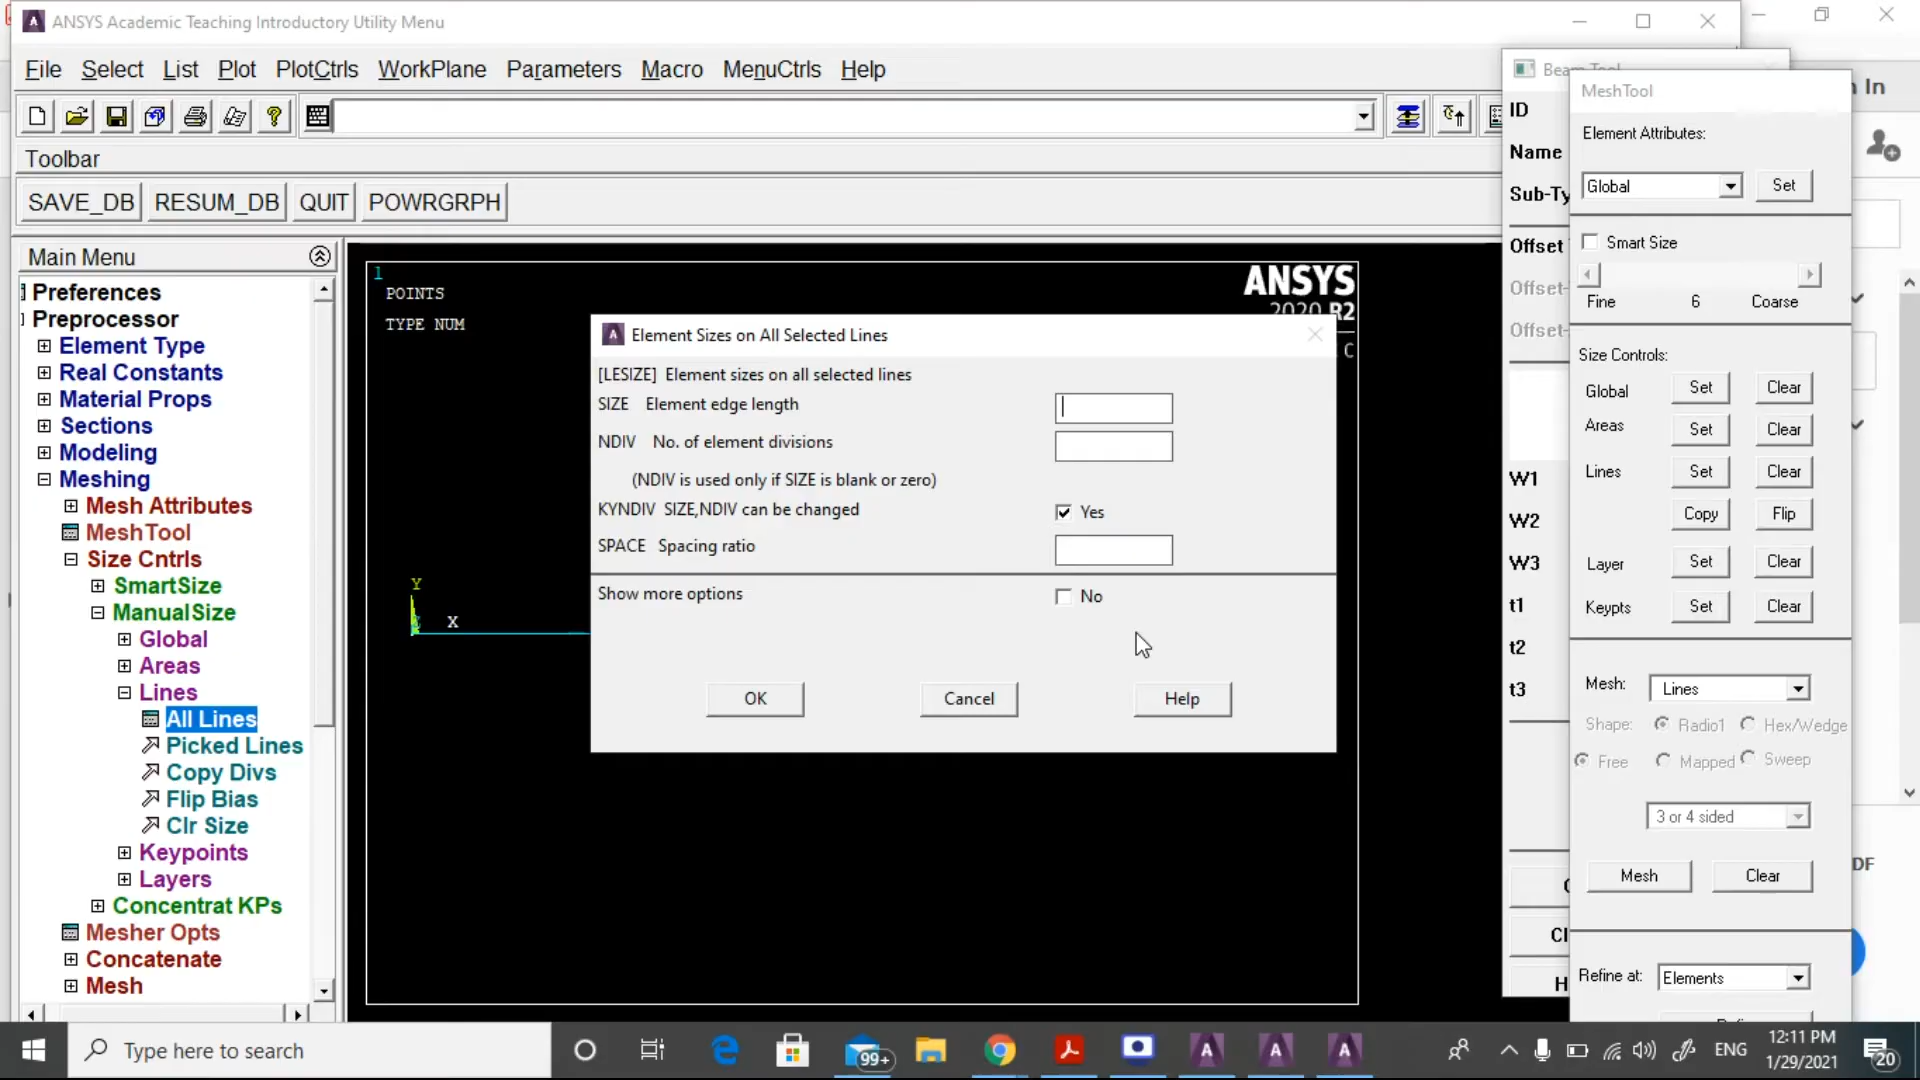 ANSYS Academic Teaching Introductory Utility Menu
File Select List Plot PlotCtrls WorkPlane Parameters Macro MenuCtrls Help
Toolbar
SAVE_DB RESUM_DB QUIT POWRGRPH
Main Menu
Preferences
Preprocessor
Element Type
Real Constants
Material Props
Sections
Modeling
Meshing
Mesh Attributes
MeshTool
Size Cntrls
SmartSize
ManualSize
Global
Areas
Lines
All Lines
Picked Lines
Copy Divs
Flip Bias
Clr Size
Keypoints
Layers
Concentrat KPs
Mesher Opts
Concatenate
Mesh
1
POINTS
TYPE NUM
ANSYS
2020 R2
C
Y
X
Element Sizes on All Selected Lines
[LESIZE] Element sizes on all selected lines
SIZE Element edge length
NDIV No. of element divisions
(NDIV is used only if SIZE is blank or zero)
KYNDIV SIZE,NDIV can be changed
Yes
SPACE Spacing ratio
Show more options
No
OK Cancel Help
ID
Name
Sub-Ty
Offset
Offset-
Offset-
W1
W2
W3
t1
t2
t3
Cl
H
MeshTool
Element Attributes:
Global Set
Smart Size
Fine 6 Coarse
Size Controls:
Global Set Clear
Areas Set Clear
Lines Set Clear
Copy Flip
Layer Set Clear
Keypts Set Clear
Mesh: Lines
Shape: Radio1 Hex/Wedge
Free Mapped Sweep
3 or 4 sided
Mesh Clear
Refine at: Elements
In
DF
Type here to search
99+
ENG
12:11 PM
1/29/2021
20